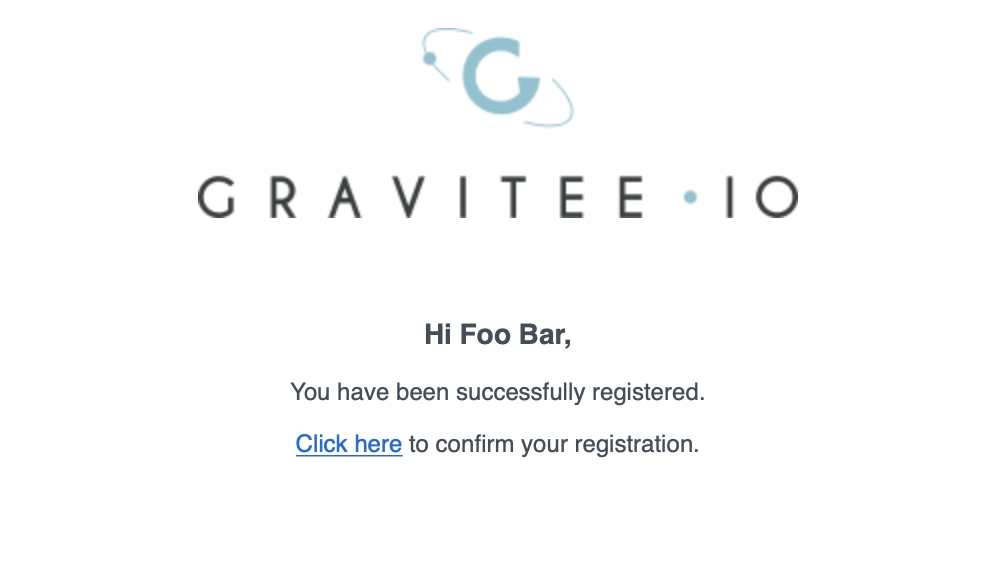 GRAVITEE•IO
Hi Foo Bar,
You have been successfully registered.
Click here to confirm your registration.